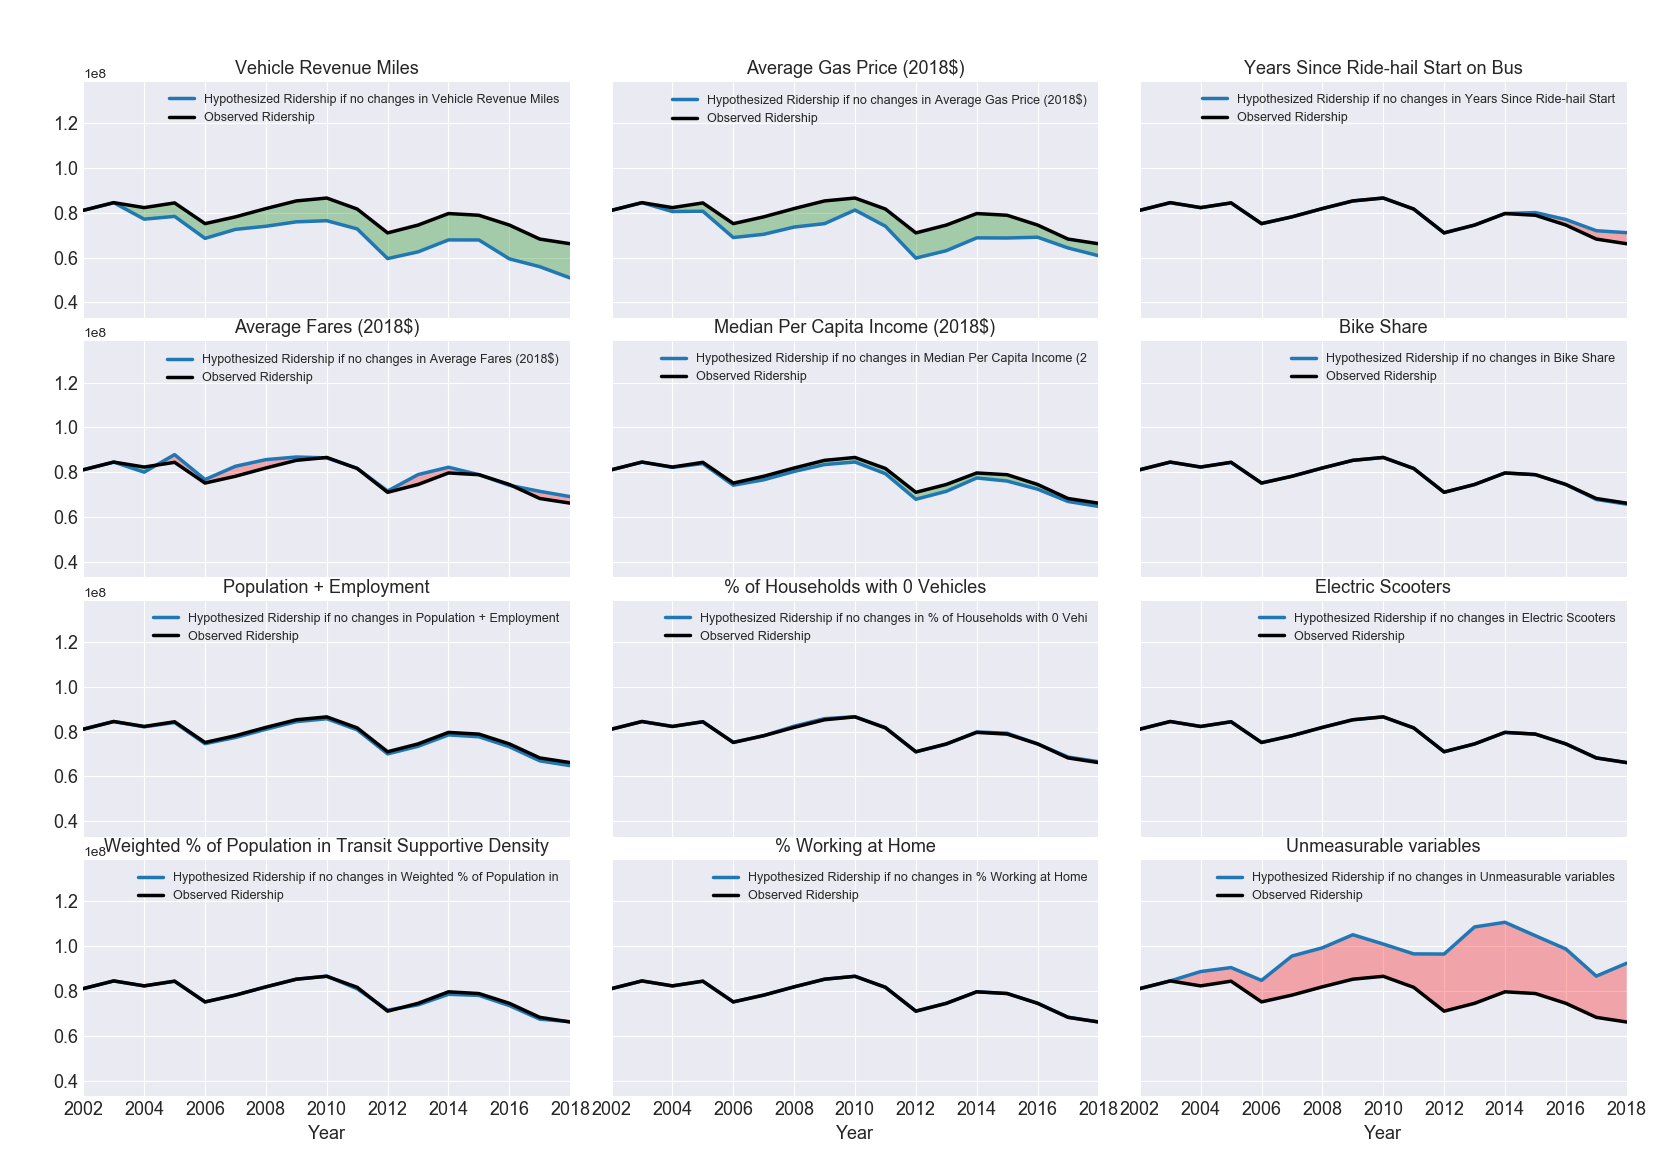 Vehicle Revenue Miles
1e8
Hypothesized Ridership if no changes in Vehicle Revenue Miles
Observed Ridership
1.2
1.0
0.8
0.6
0.4
Average Gas Price (2018$)
Hypothesized Ridership if no changes in Average Gas Price (2018$)
Observed Ridership
Years Since Ride-hail Start on Bus
Hypothesized Ridership if no changes in Years Since Ride-hail Start
Observed Ridership
Average Fares (2018$)
1e8
Hypothesized Ridership if no changes in Average Fares (2018$)
Observed Ridership
1.2
1.0
0.8
0.6
0.4
Median Per Capita Income (2018$)
Hypothesized Ridership if no changes in Median Per Capita Income (2
Observed Ridership
Bike Share
Hypothesized Ridership if no changes in Bike Share
Observed Ridership
Population + Employment
1e8
Hypothesized Ridership if no changes in Population + Employment
Observed Ridership
1.2
1.0
0.8
0.6
0.4
% of Households with 0 Vehicles
Hypothesized Ridership if no changes in % of Households with 0 Vehi
Observed Ridership
Electric Scooters
Hypothesized Ridership if no changes in Electric Scooters
Observed Ridership
Weighted % of Population in Transit Supportive Density
1e8
Hypothesized Ridership if no changes in Weighted % of Population in
Observed Ridership
1.2
1.0
0.8
0.6
0.4
2002 2004 2006 2008 2010 2012 2014 2016 2018
Year
% Working at Home
Hypothesized Ridership if no changes in % Working at Home
Observed Ridership
2002 2004 2006 2008 2010 2012 2014 2016 2018
Year
Unmeasurable variables
Hypothesized Ridership if no changes in Unmeasurable variables
Observed Ridership
2002 2004 2006 2008 2010 2012 2014 2016 2018
Year